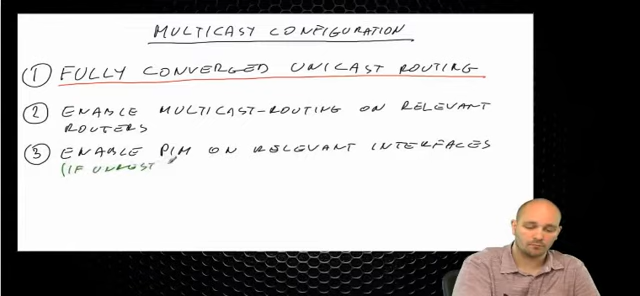 MULTICAST CONFIGURATION
① FULLY CONVERGED UNICAST ROUTING
② ENABLE MULTICAST-ROUTING ON RELEVANT
ROUTERS
③ ENABLE PIM ON RELEVANT INTERFACES
(IF